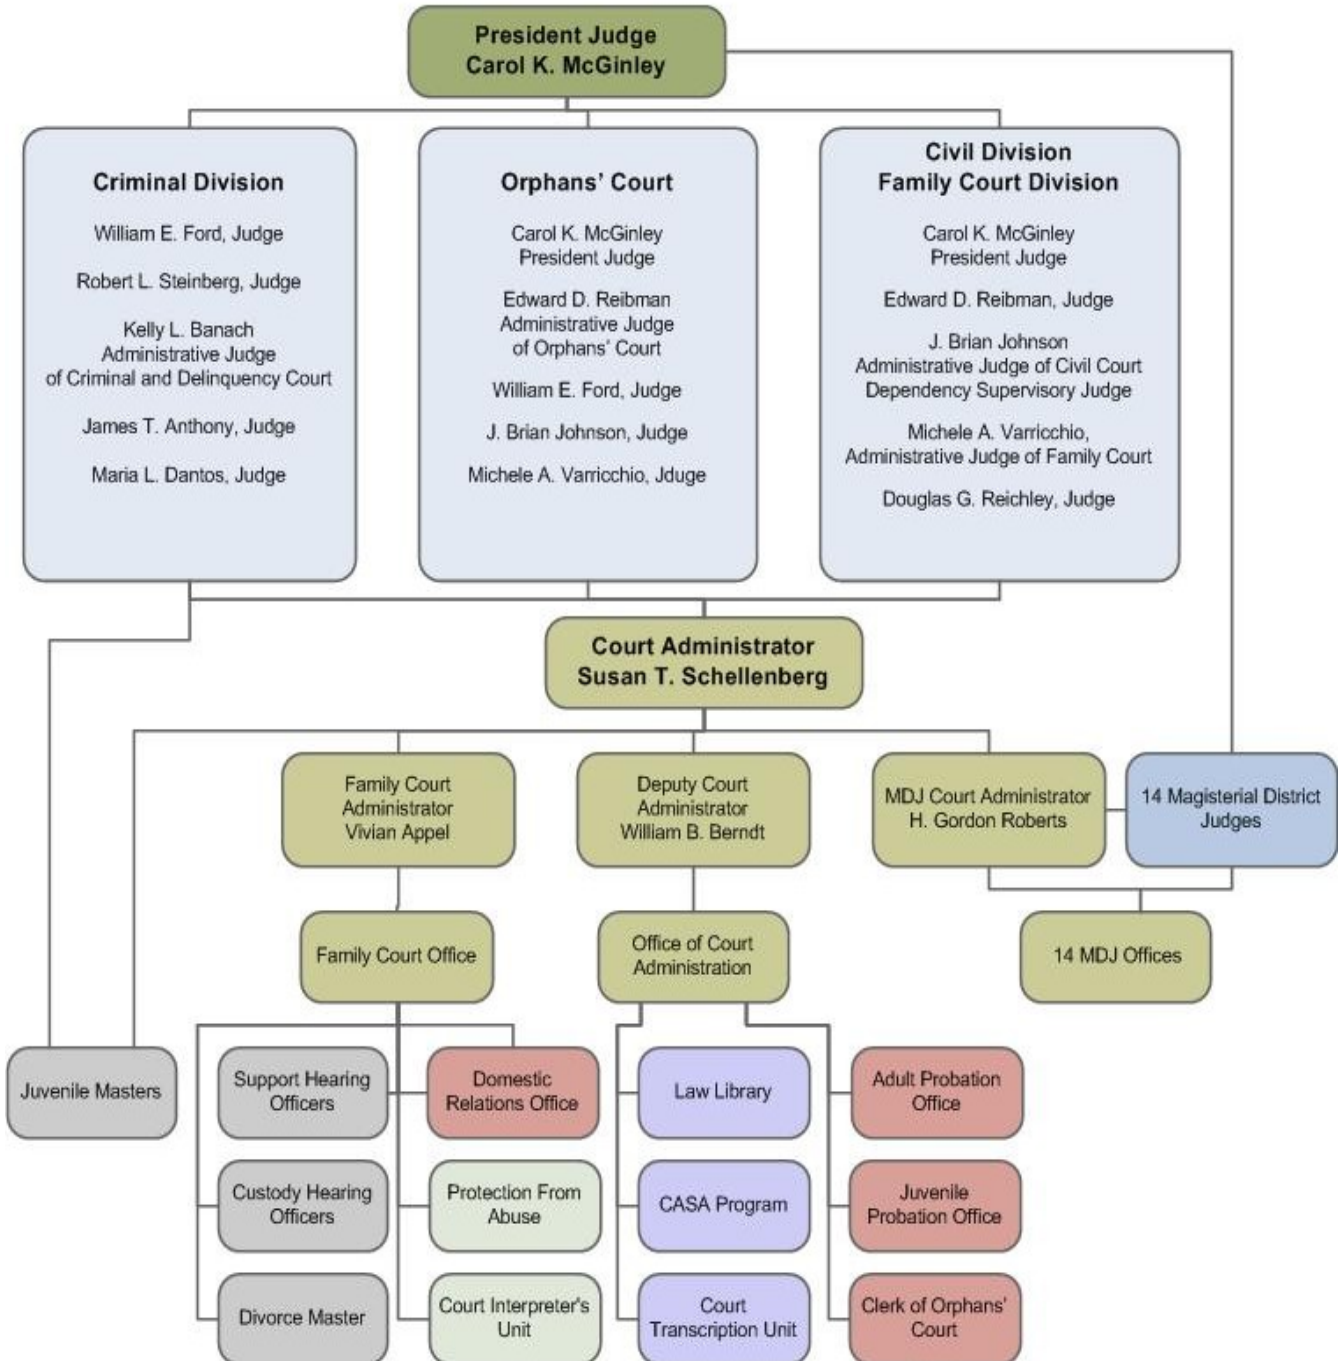 President Judge
Carol K. McGinley
Criminal Division
William E. Ford, Judge
Robert L. Steinberg, Judge
Kelly L. Banach
Administrative Judge
of Criminal and Delinquency Court
James T. Anthony, Judge
Maria L. Dantos, Judge
Orphans' Court
Carol K. McGinley
President Judge
Edward D. Reibman
Administrative Judge
of Orphans' Court
William E. Ford, Judge
J. Brian Johnson, Judge
Michele A. Varricchio, Jduge
Civil Division
Family Court Division
Carol K. McGinley
President Judge
Edward D. Reibman, Judge
J. Brian Johnson
Administrative Judge of Civil Court
Dependency Supervisory Judge
Michele A. Varricchio,
Administrative Judge of Family Court
Douglas G. Reichley, Judge
Court Administrator
Susan T. Schellenberg
Family Court
Administrator
Vivian Appel
Deputy Court
Administrator
William B. Berndt
MDJ Court Administrator
H. Gordon Roberts
14 Magisterial District
Judges
Family Court Office
Office of Court
Administration
14 MDJ Offices
Juvenile Masters
Support Hearing
Officers
Domestic
Relations Office
Law Library
Adult Probation
Office
Custody Hearing
Officers
Protection From
Abuse
CASA Program
Juvenile
Probation Office
Divorce Master
Court Interpreter's
Unit
Court
Transcription Unit
Clerk of Orphans'
Court